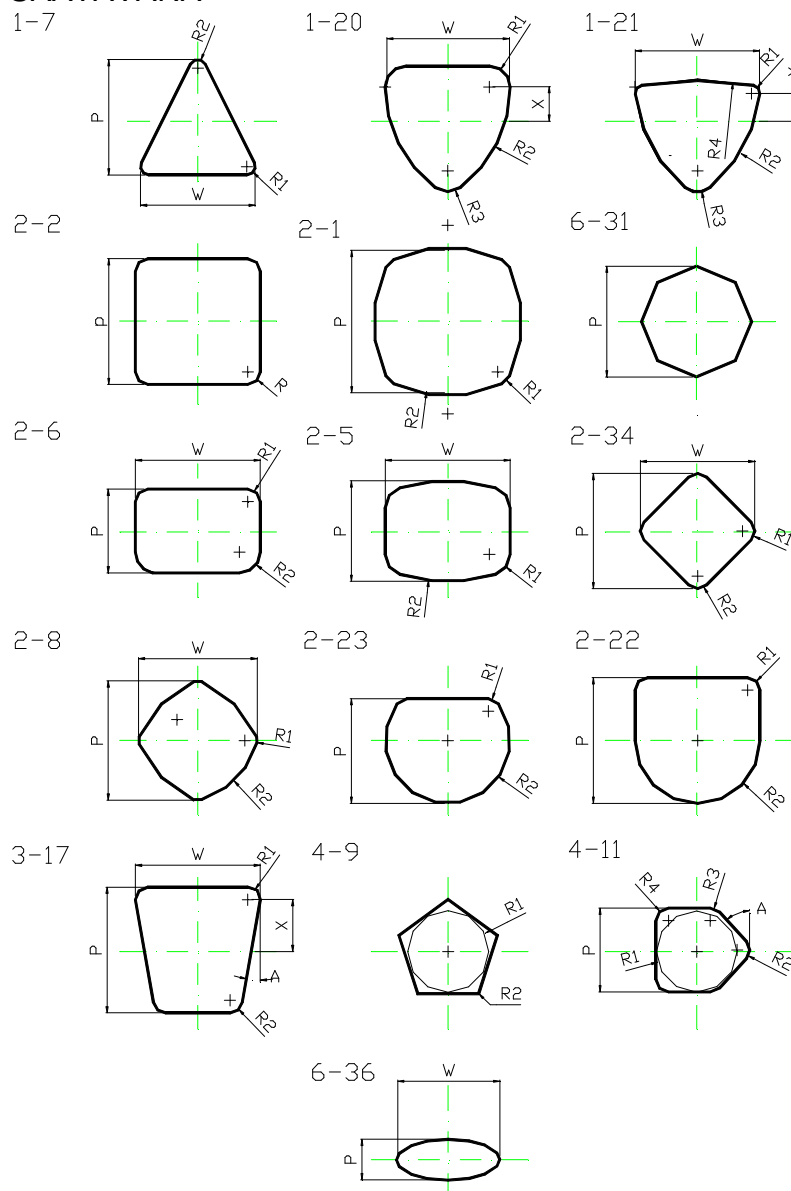 1-7 1-20 1-21
R2 W R1 W R1
P X X
R4 R2 R2
W R1 R3 R3
2-2 2-1 6-31
P P P
R R2 R1
2-6 2-5 2-34
W R1 W W
P P P
R2 R2 R1 R2 R1
2-8 2-23 2-22
W R1 R1
P R1 P P
R2 R2 R2
3-17 4-9 4-11
W R1 R1 R4 R3 A
P X P
A R1 R2
R2 R2
6-36
W
P